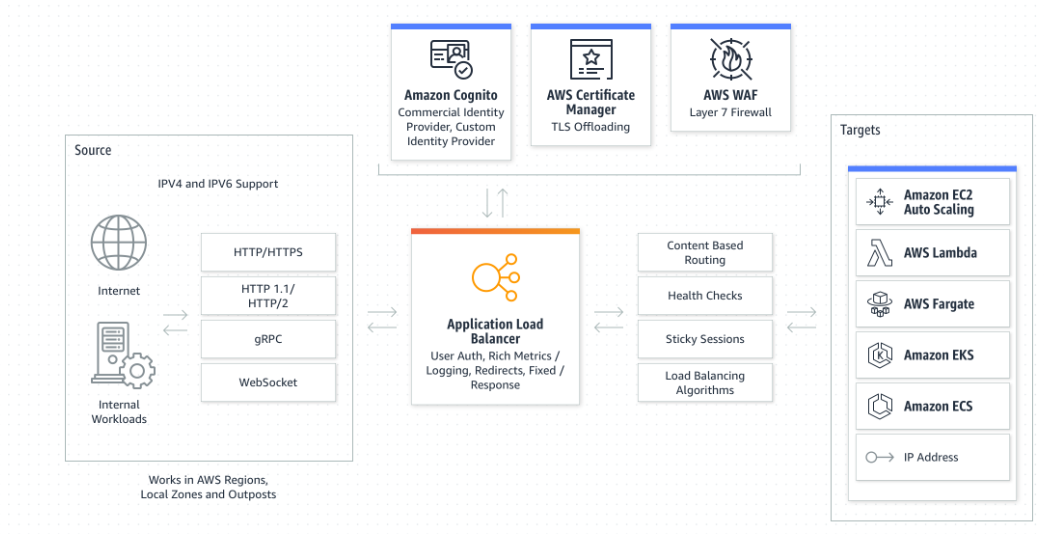 Amazon Cognito
Commercial Identity
Provider, Custom
Identity Provider
AWS Certificate
Manager
TLS Offloading
AWS WAF
Layer 7 Firewall
Source
IPV4 and IPV6 Support
Internet
Internal
Workloads
HTTP/HTTPS
HTTP 1.1/
HTTP/2
gRPC
WebSocket
Works in AWS Regions,
Local Zones and Outposts
Application Load
Balancer
User Auth, Rich Metrics /
Logging, Redirects, Fixed /
Response
Content Based
Routing
Health Checks
Sticky Sessions
Load Balancing
Algorithms
Targets
Amazon EC2
Auto Scaling
AWS Lambda
AWS Fargate
K
Amazon EKS
Amazon ECS
IP Address